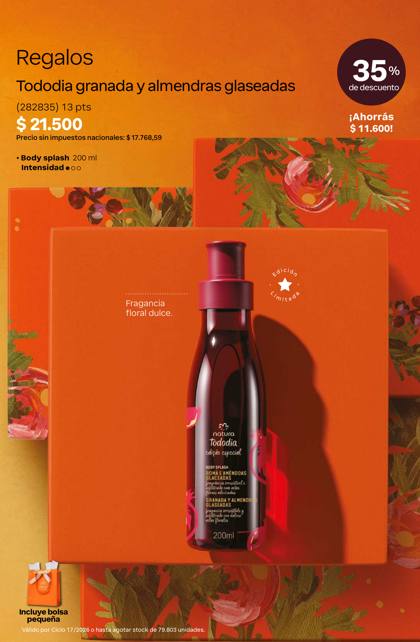 Regalos
35%
de descuento
Tododia granada y almendras glaseadas
(282835) 13 pts
$ 21.500
Precio sin impuestos nacionales: $ 17.768,59
¡Ahorrás
$ 11.600!
• Body splash 200 ml
Intensidad
Edición
Limitada
Fragancia
floral dulce.
natura
Tododia
edição especial
BODY SPLASH
ROMÃ E AMÊNDOAS
GLACEADAS
GRANADA Y ALMENDRAS
GLASEADAS
200ml
Incluye bolsa
pequeña
Válido por Ciclo 17/2026 o hasta agotar stock de 79.803 unidades.